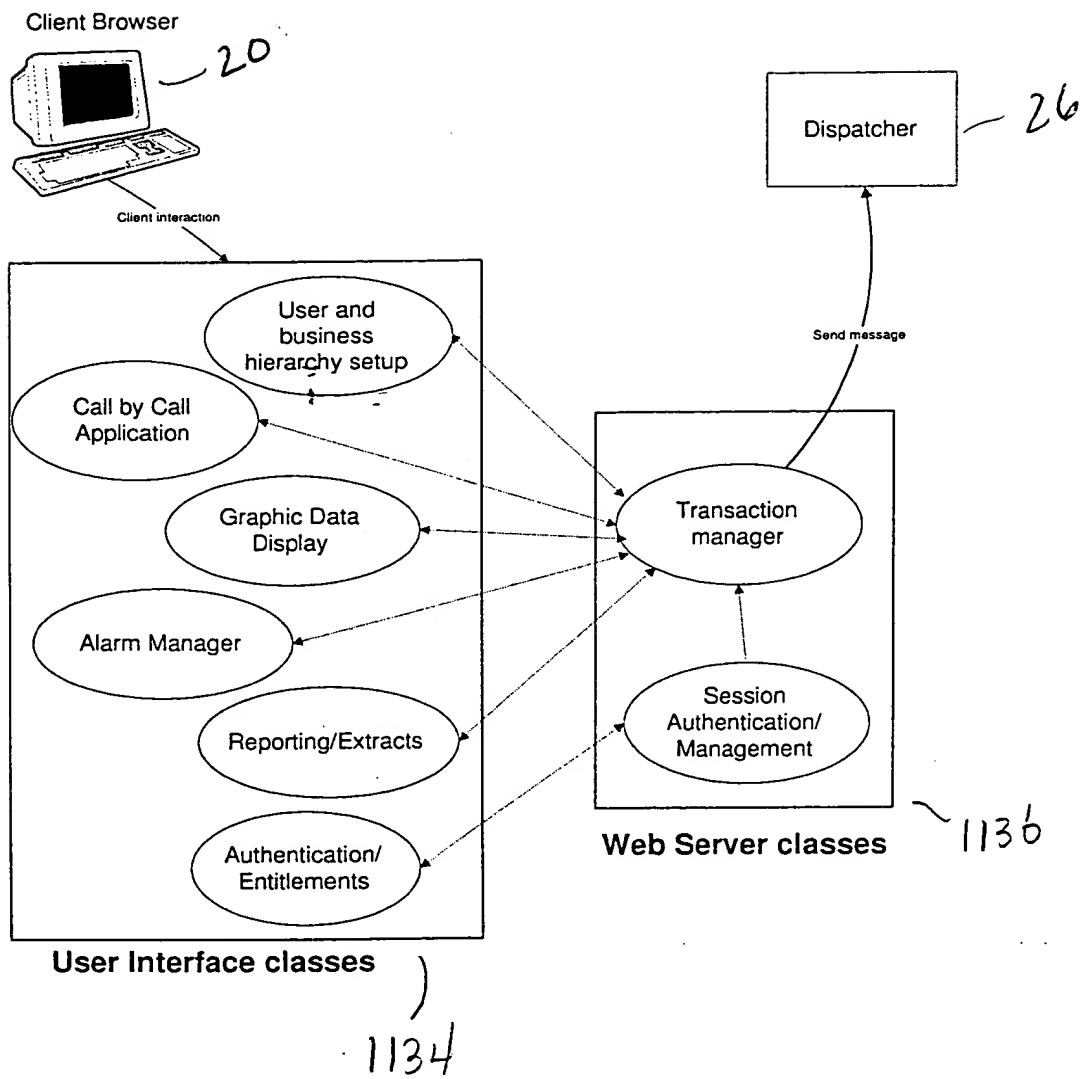 Client Browser
20
Dispatcher
26
Client interaction
User and
business
hierarchy setup
Send message
Call by Call
Application
Graphic Data
Display
Transaction
manager
Alarm Manager
Session
Authentication/
Management
Reporting/Extracts
Authentication/
Entitlements
Web Server classes
1136
User Interface classes
1134